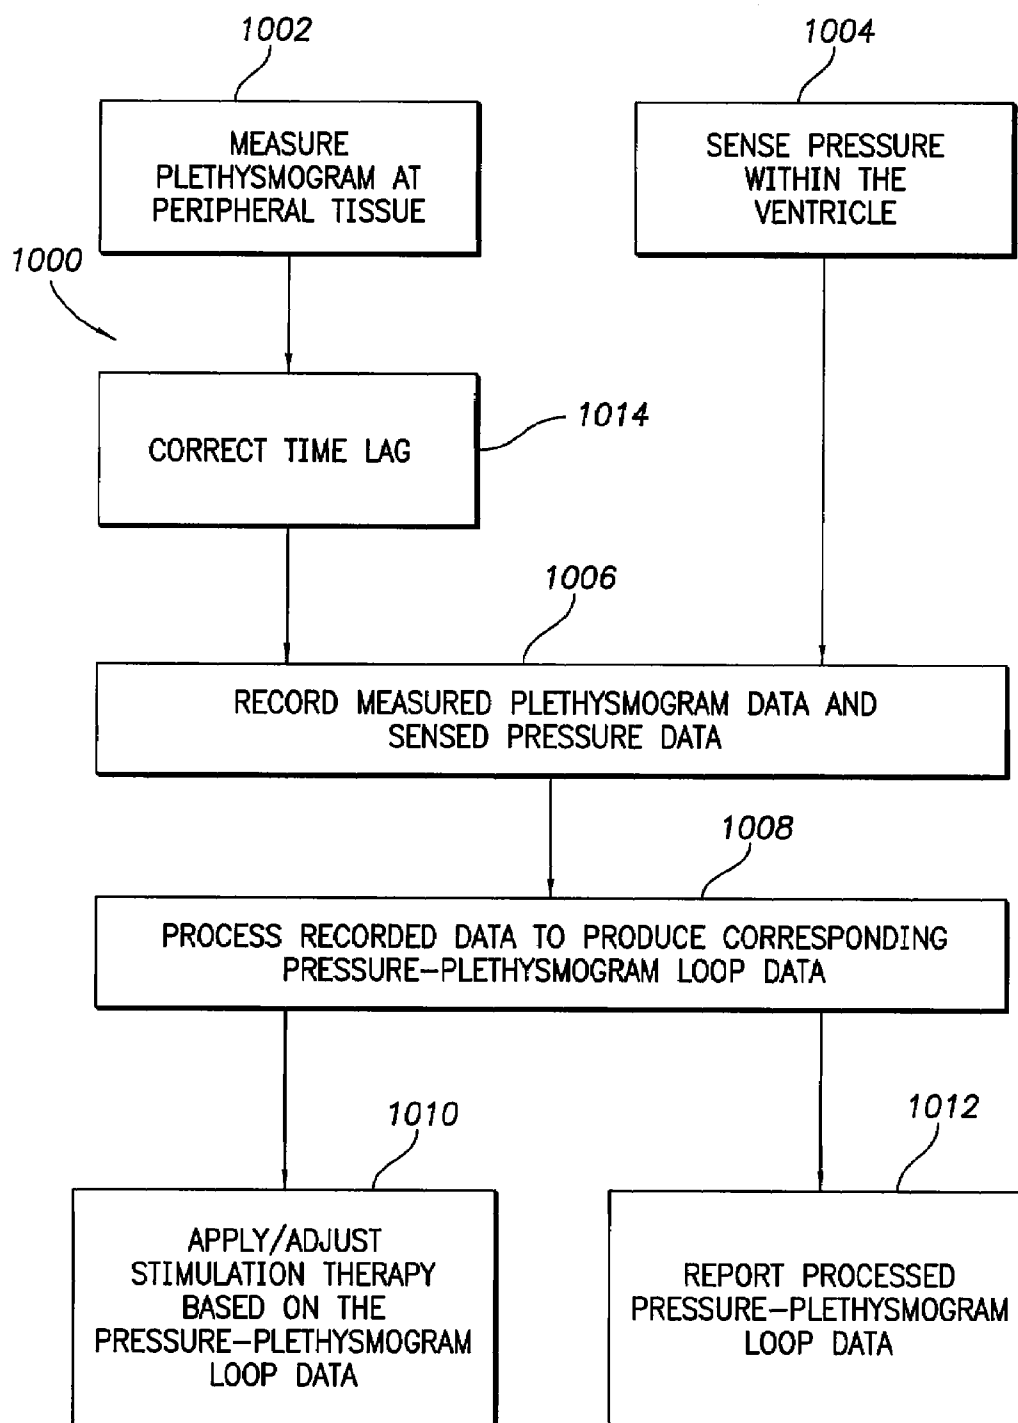 1002
1004
MEASURE
PLETHYSMOGRAM AT
PERIPHERAL TISSUE
SENSE PRESSURE
WITHIN THE
VENTRICLE
1000
1014
CORRECT TIME LAG
1006
RECORD MEASURED PLETHYSMOGRAM DATA AND
SENSED PRESSURE DATA
1008
PROCESS RECORDED DATA TO PRODUCE CORRESPONDING
PRESSURE–PLETHYSMOGRAM LOOP DATA
1010
1012
APPLY/ADJUST
STIMULATION THERAPY
BASED ON THE
PRESSURE–PLETHYSMOGRAM
LOOP DATA
REPORT PROCESSED
PRESSURE–PLETHYSMOGRAM
LOOP DATA